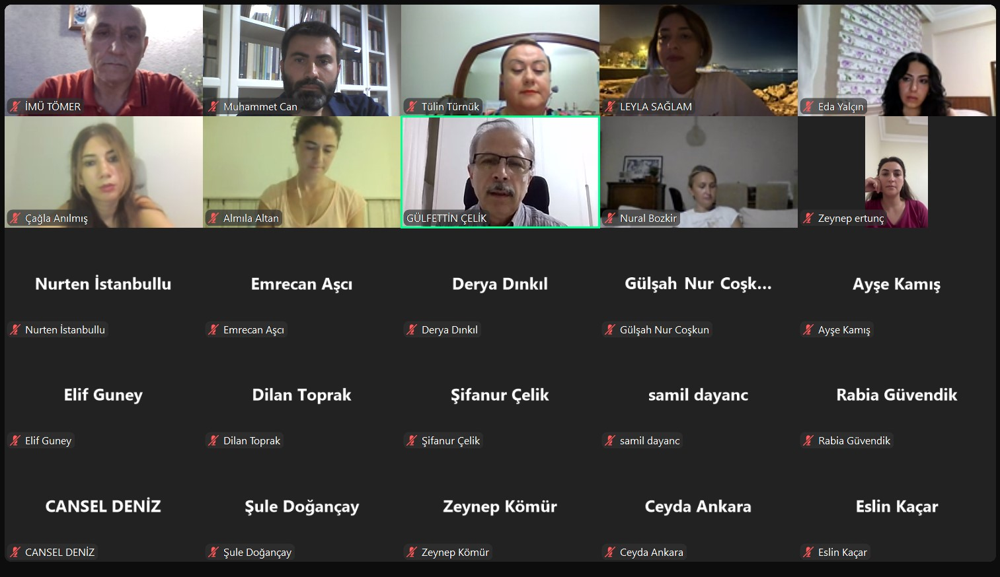 İMÜ TÖMER
Muhammet Can
Tülin Türnük
LEYLA SAĞLAM
Eda Yalçın
Çağla Anılmış
Almıla Altan
GÜLFETTİN ÇELİK
Nural Bozkir
Zeynep ertunç
Nurten İstanbullu
Emrecan Aşcı
Derya Dınkıl
Gülşah Nur Coşk...
Ayşe Kamış
Nurten İstanbullu
Emrecan Aşcı
Derya Dınkıl
Gülşah Nur Coşkun
Ayşe Kamış
Elif Guney
Dilan Toprak
Şifanur Çelik
samil dayanc
Rabia Güvendik
Elif Guney
Dilan Toprak
Şifanur Çelik
samil dayanc
Rabia Güvendik
CANSEL DENİZ
Şule Doğançay
Zeynep Kömür
Ceyda Ankara
Eslin Kaçar
CANSEL DENİZ
Şule Doğançay
Zeynep Kömür
Ceyda Ankara
Eslin Kaçar